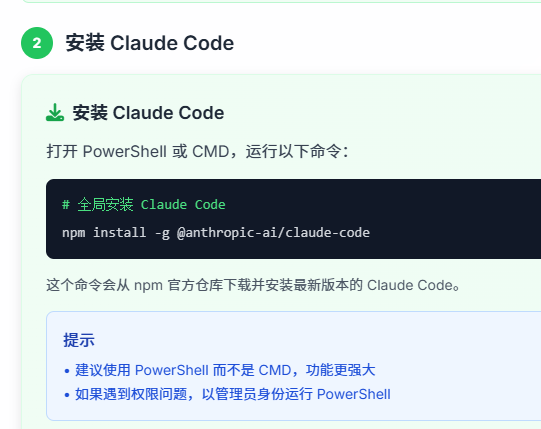 2 安装 Claude Code
安装 Claude Code
打开 PowerShell 或 CMD，运行以下命令：
# 全局安装 Claude Code
npm install -g @anthropic-ai/claude-code
这个命令会从 npm 官方仓库下载并安装最新版本的 Claude Code。
提示
• 建议使用 PowerShell 而不是 CMD，功能更强大
• 如果遇到权限问题，以管理员身份运行 PowerShell